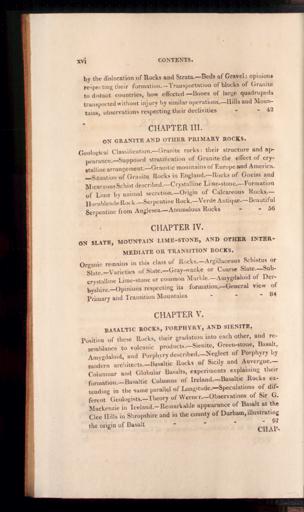 xvi CONTENTS.
by the dislocation of Rocks and Strata.—Beds of Gravel: opinions
respecting their formation.—Transportation of blocks of Granite
to distant countries, how effected—Bones of large quadrupeds
transported without injury by similar operations.—Hills and Moun-
tains, observations respecting their declivities - - 42
CHAPTER III.
ON GRANITE AND OTHER PRIMARY ROCKS.
Geological Classification.—Granite rocks: their structure and ap-
pearance.—Supposed stratification of Granite the effect of cry-
stalline arrangement.—Granitic mountains of Europe and America.
—Situation of Granite Rocks in England.—Rocks of Gneiss and
Micaceous Schist described.—Crystalline Lime-stone.—Formation
of Lime by animal secretion.—Origin of Calcareous Rocks.—
Hornblende Rock.—Serpentine Rock.—Verde Antique.—Beautiful
Serpentine from Anglesea.—Anomalous Rocks - - 56
CHAPTER IV.
ON SLATE, MOUNTAIN LIME-STONE, AND OTHER INTER-
MEDIATE OR TRANSITION ROCKS.
Organic remains in this class of Rocks.—Argillaceous Schistus or
Slate.—Varieties of Slate.—Gray-wacke or Coarse Slate.—Sub-
crystalline Lime-stone or common Marble.—Amygdaloid of Der-
byshire.—Opinions respecting its formation.—General view of
Primary and Transition Mountains - - 84
CHAPTER V.
BASALTIC ROCKS, PORPHYRY, AND SIENITE,
Position of these Rocks, their gradation into each other, and re-
semblance to volcanic products.—Sienite, Green-stone, Basalt,
Amygdaloid, and Porphyry described.—Neglect of Porphyry by
modern architects.—Basaltic Rocks of Sicily and Auvergne.—
Columnar and Globular Basalts, experiments explaining their
formation.—Basaltic Columns of Ireland.—Basaltic Rocks ex-
tending in the same parallel of Longitude.—Speculations of dif-
ferent Geologists.—Theory of Werner.—Observations of Sir G.
Mackenzie in Iceland.—Remarkable appearance of Basalt at the
Clee Hills in Shropshire and in the county of Durham, illustrating
the origin of Basalt - - - - 97
CHAP-